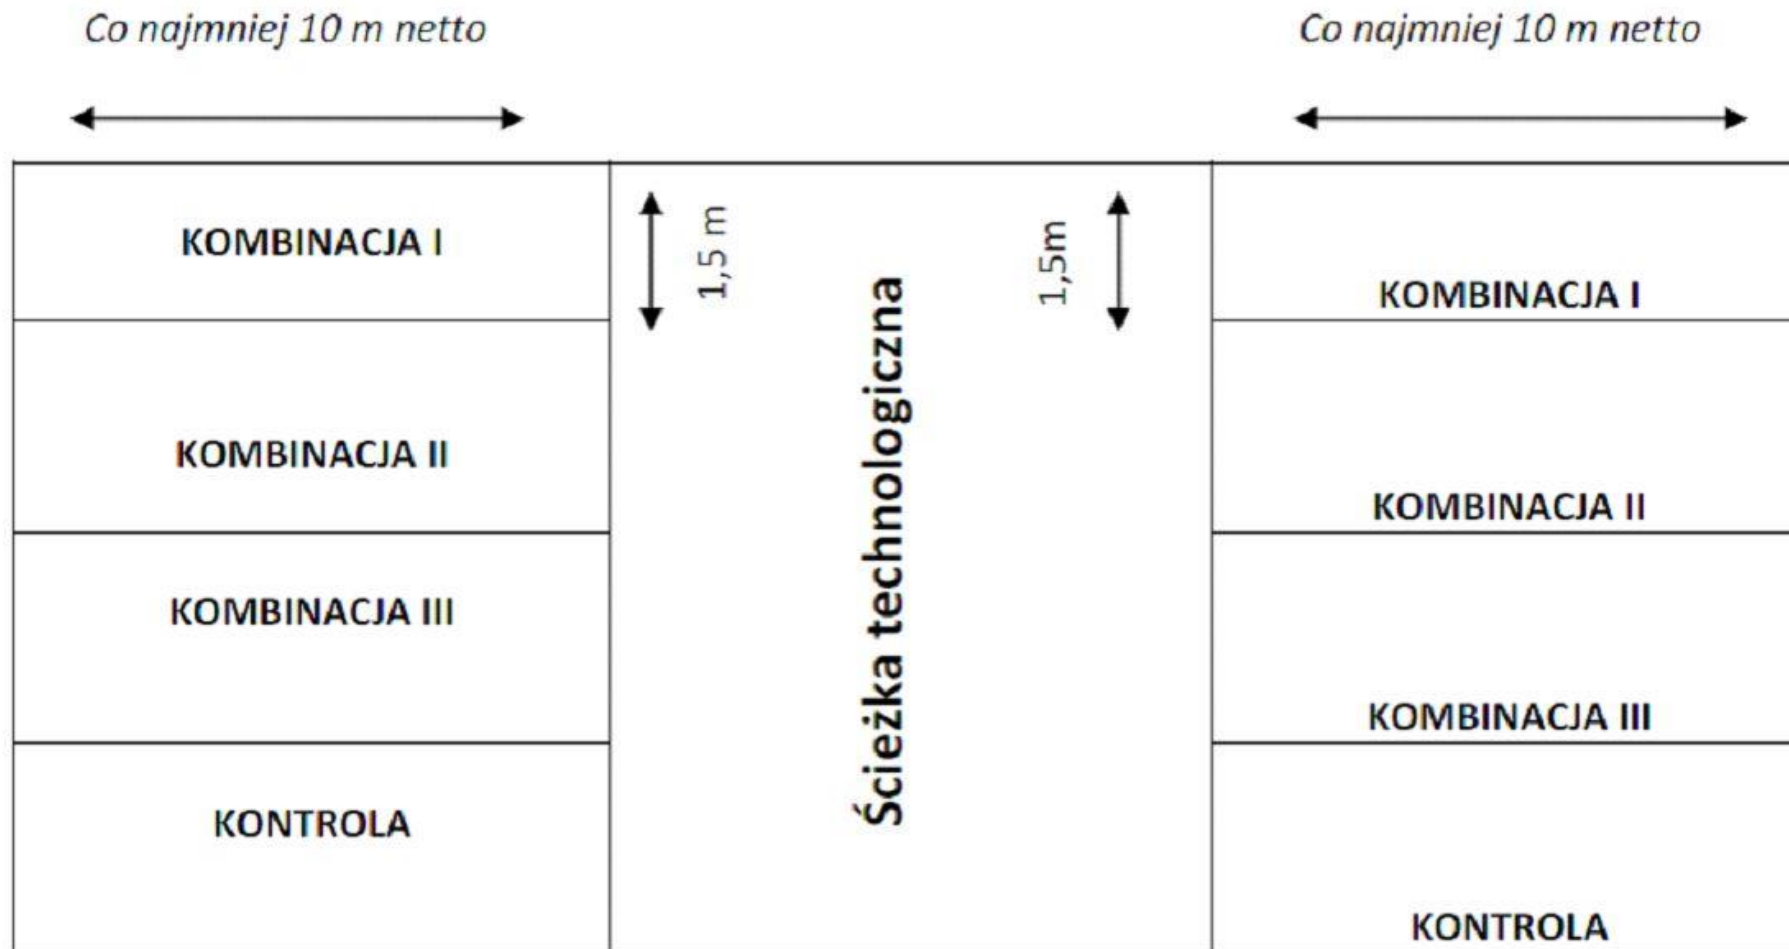 Co najmniej 10 m netto
Co najmniej 10 m netto
KOMBINACJA I
1,5 m
1,5m
KOMBINACJA I
Ścieżka technologiczna
KOMBINACJA II
KOMBINACJA II
KOMBINACJA III
KOMBINACJA III
KONTROLA
KONTROLA